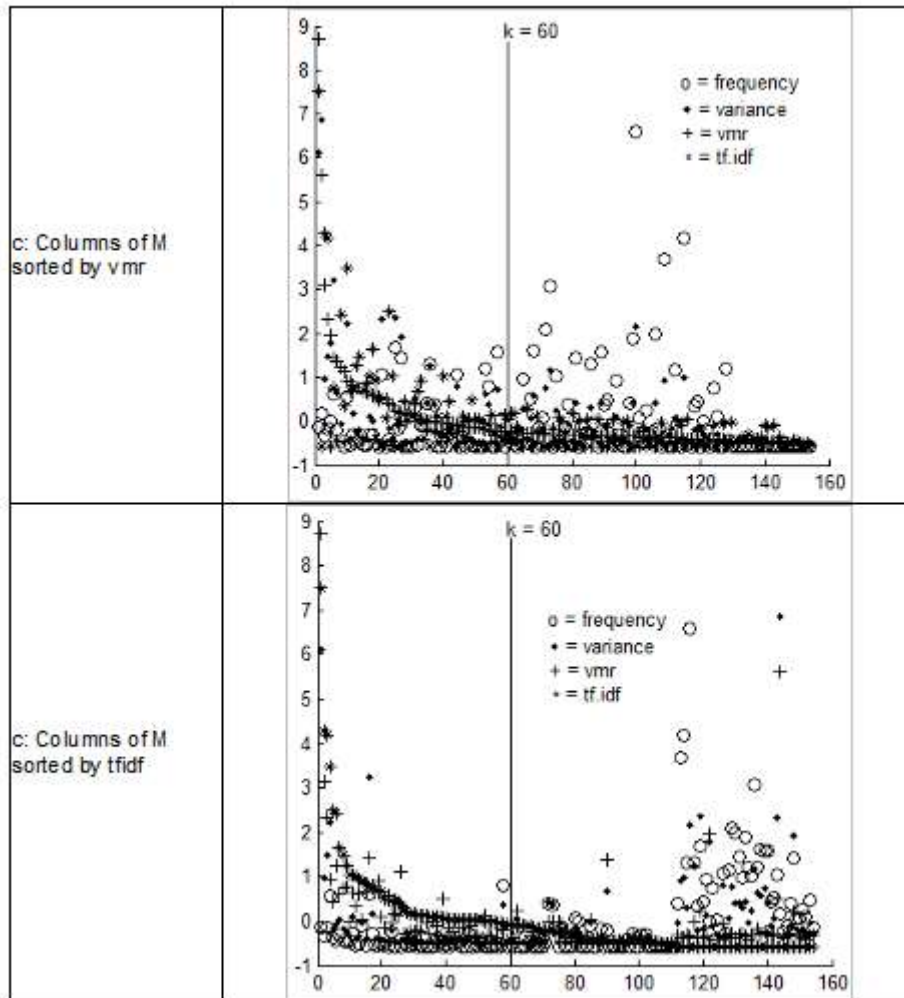 c: Columns of M
sorted by vmr
k = 60
9
8
7
6
5
4
3
2
1
0
-1
o = frequency
• = variance
+ = vmr
* = tf.idf
0 20 40 60 80 100 120 140 160
c: Columns of M
sorted by tfidf
k = 60
9
8
7
6
5
4
3
2
1
0
-1
o = frequency
• = variance
+ = vmr
* = tf.idf
0 20 40 60 80 100 120 140 160